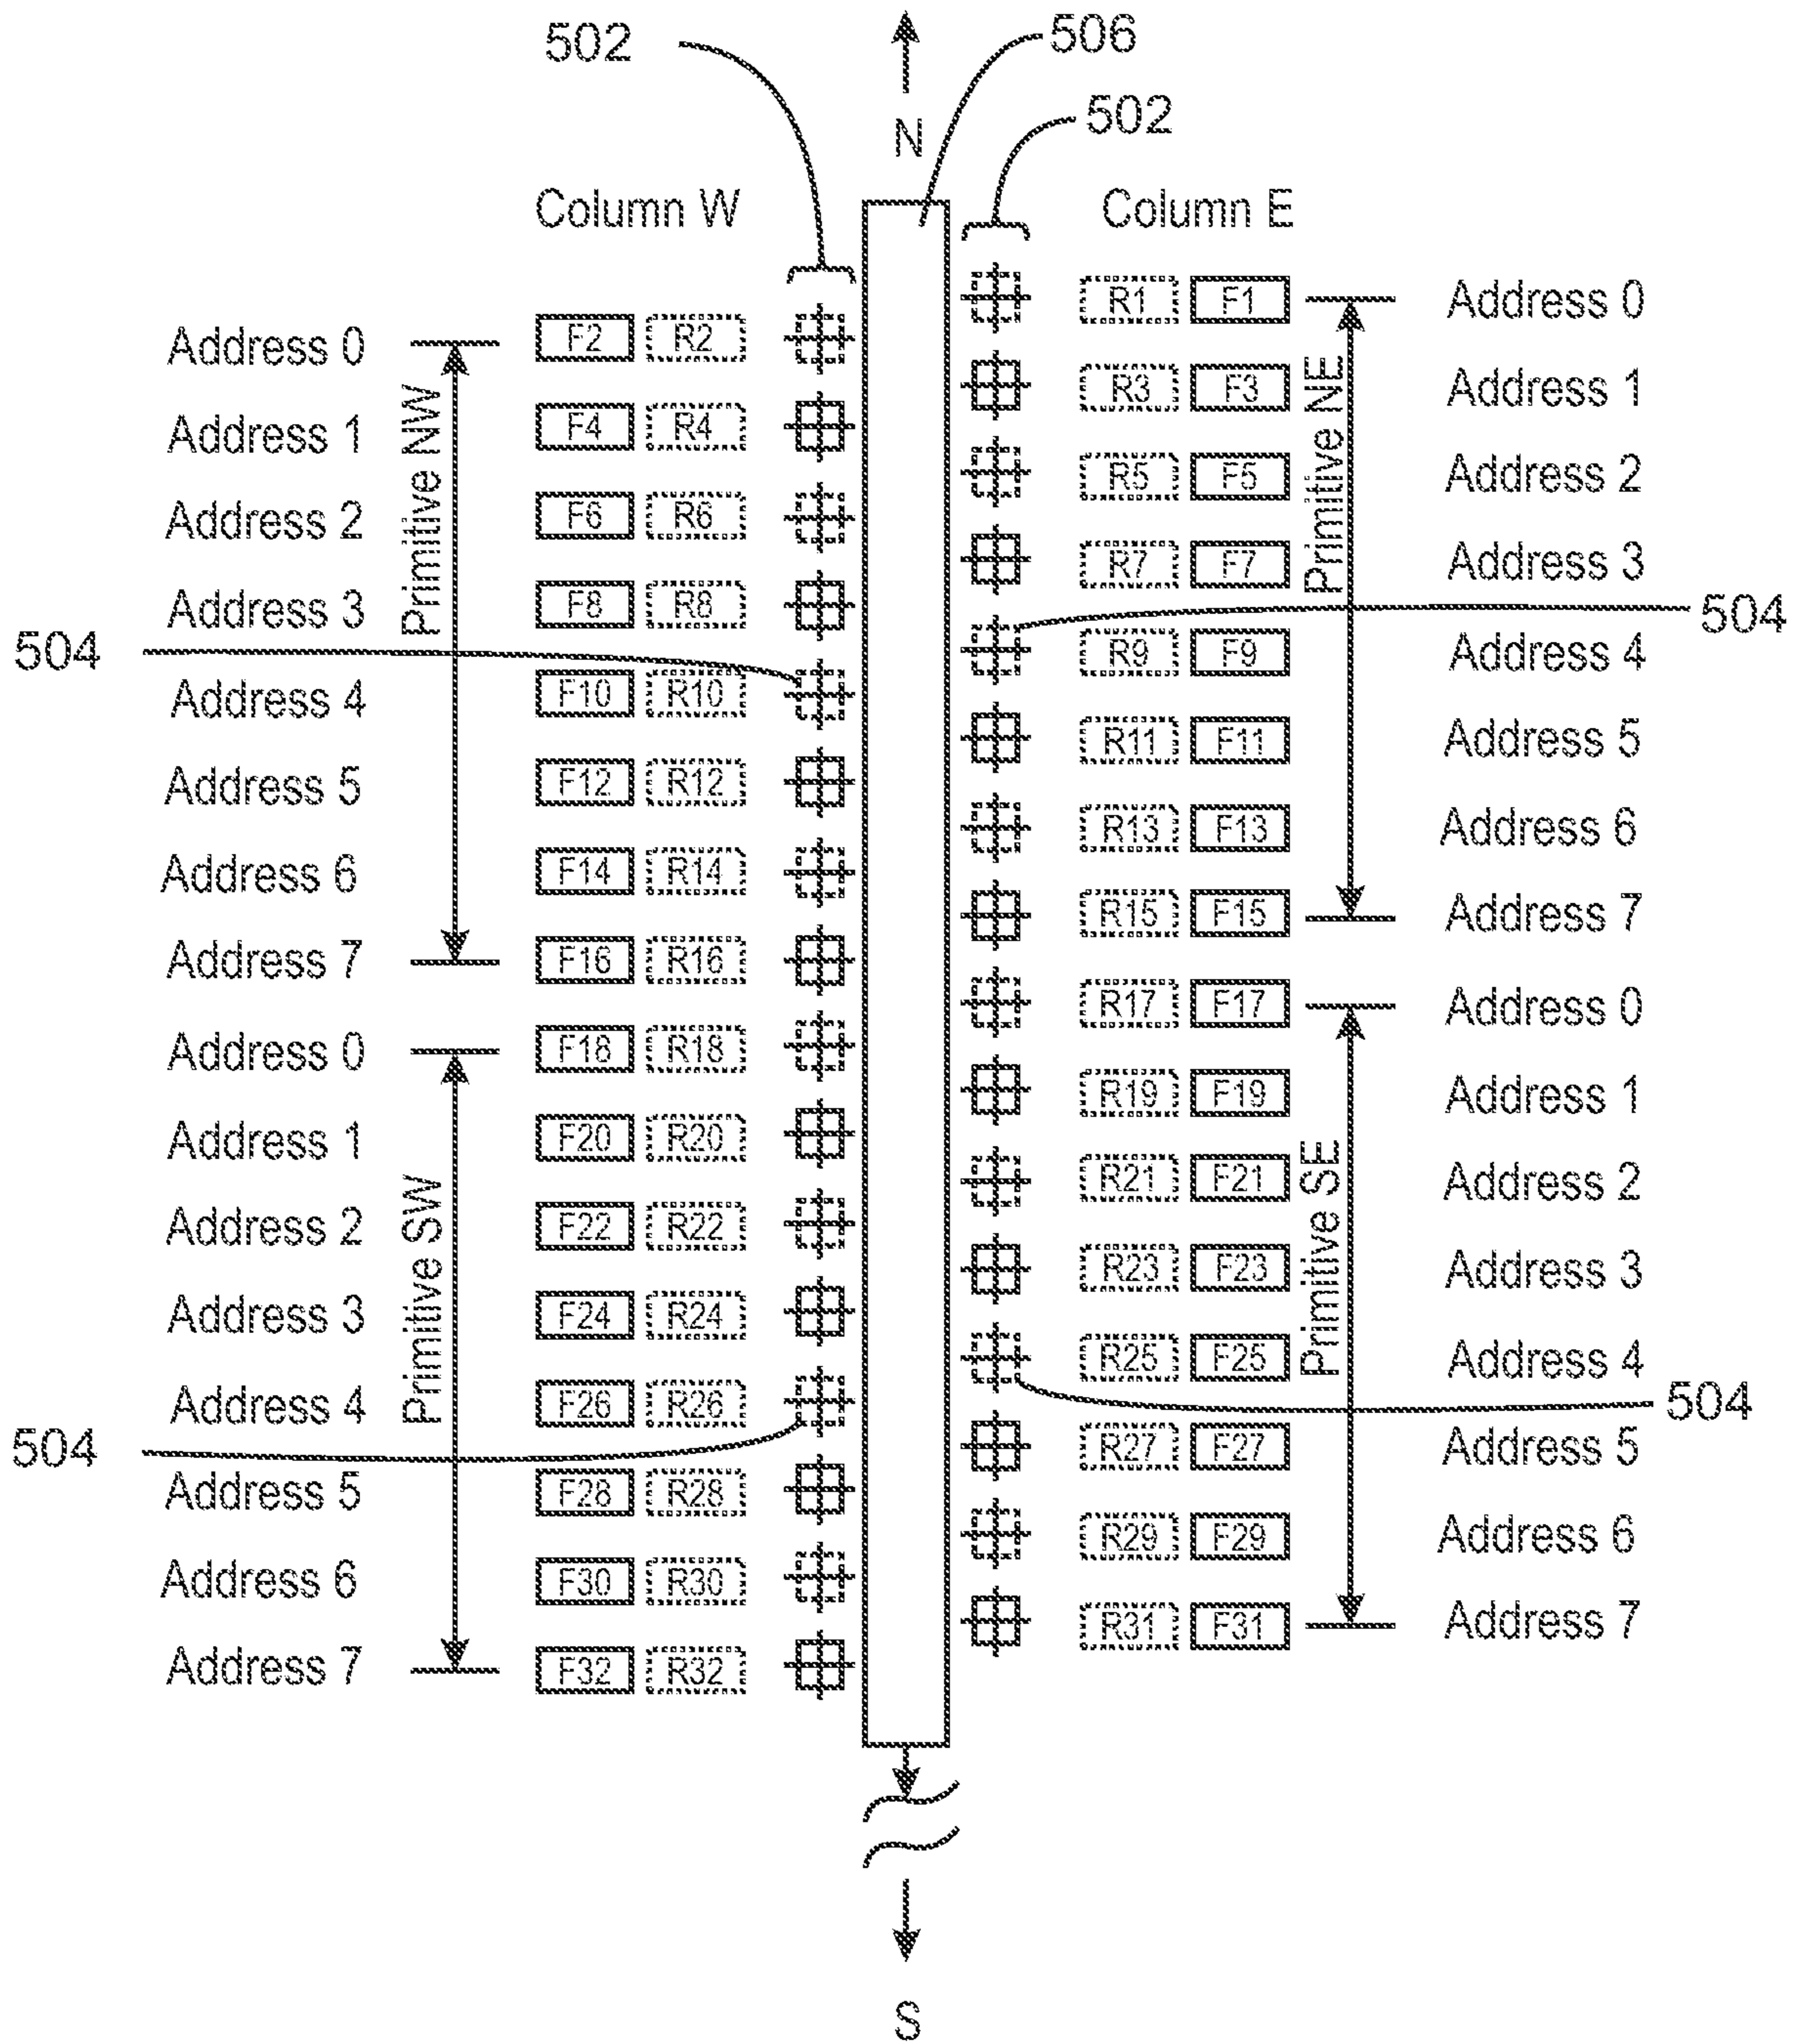 502
506
N
502
Column W
Column E
R1 F1 Address 0
Address 0 F2 R2
R3 F3 Address 1
Address 1 F4 R4
R5 F5 Address 2
Address 2 F6 R6
R7 F7 Address 3
Address 3 F8 R8
Primitive NW
Primitive NE
504
504
R9 F9 Address 4
Address 4 F10 R10
R11 F11 Address 5
Address 5 F12 R12
R13 F13 Address 6
Address 6 F14 R14
R15 F15 Address 7
Address 7 F16 R16
R17 F17 Address 0
Address 0 F18 R18
R19 F19 Address 1
Address 1 F20 R20
R21 F21 Address 2
Address 2 F22 R22
R23 F23 Address 3
Address 3 F24 R24
Primitive SW
Primitive SE
R25 F25 Address 4
Address 4 F26 R26
504
504
R27 F27 Address 5
Address 5 F28 R28
R29 F29 Address 6
Address 6 F30 R30
R31 F31 Address 7
Address 7 F32 R32
S